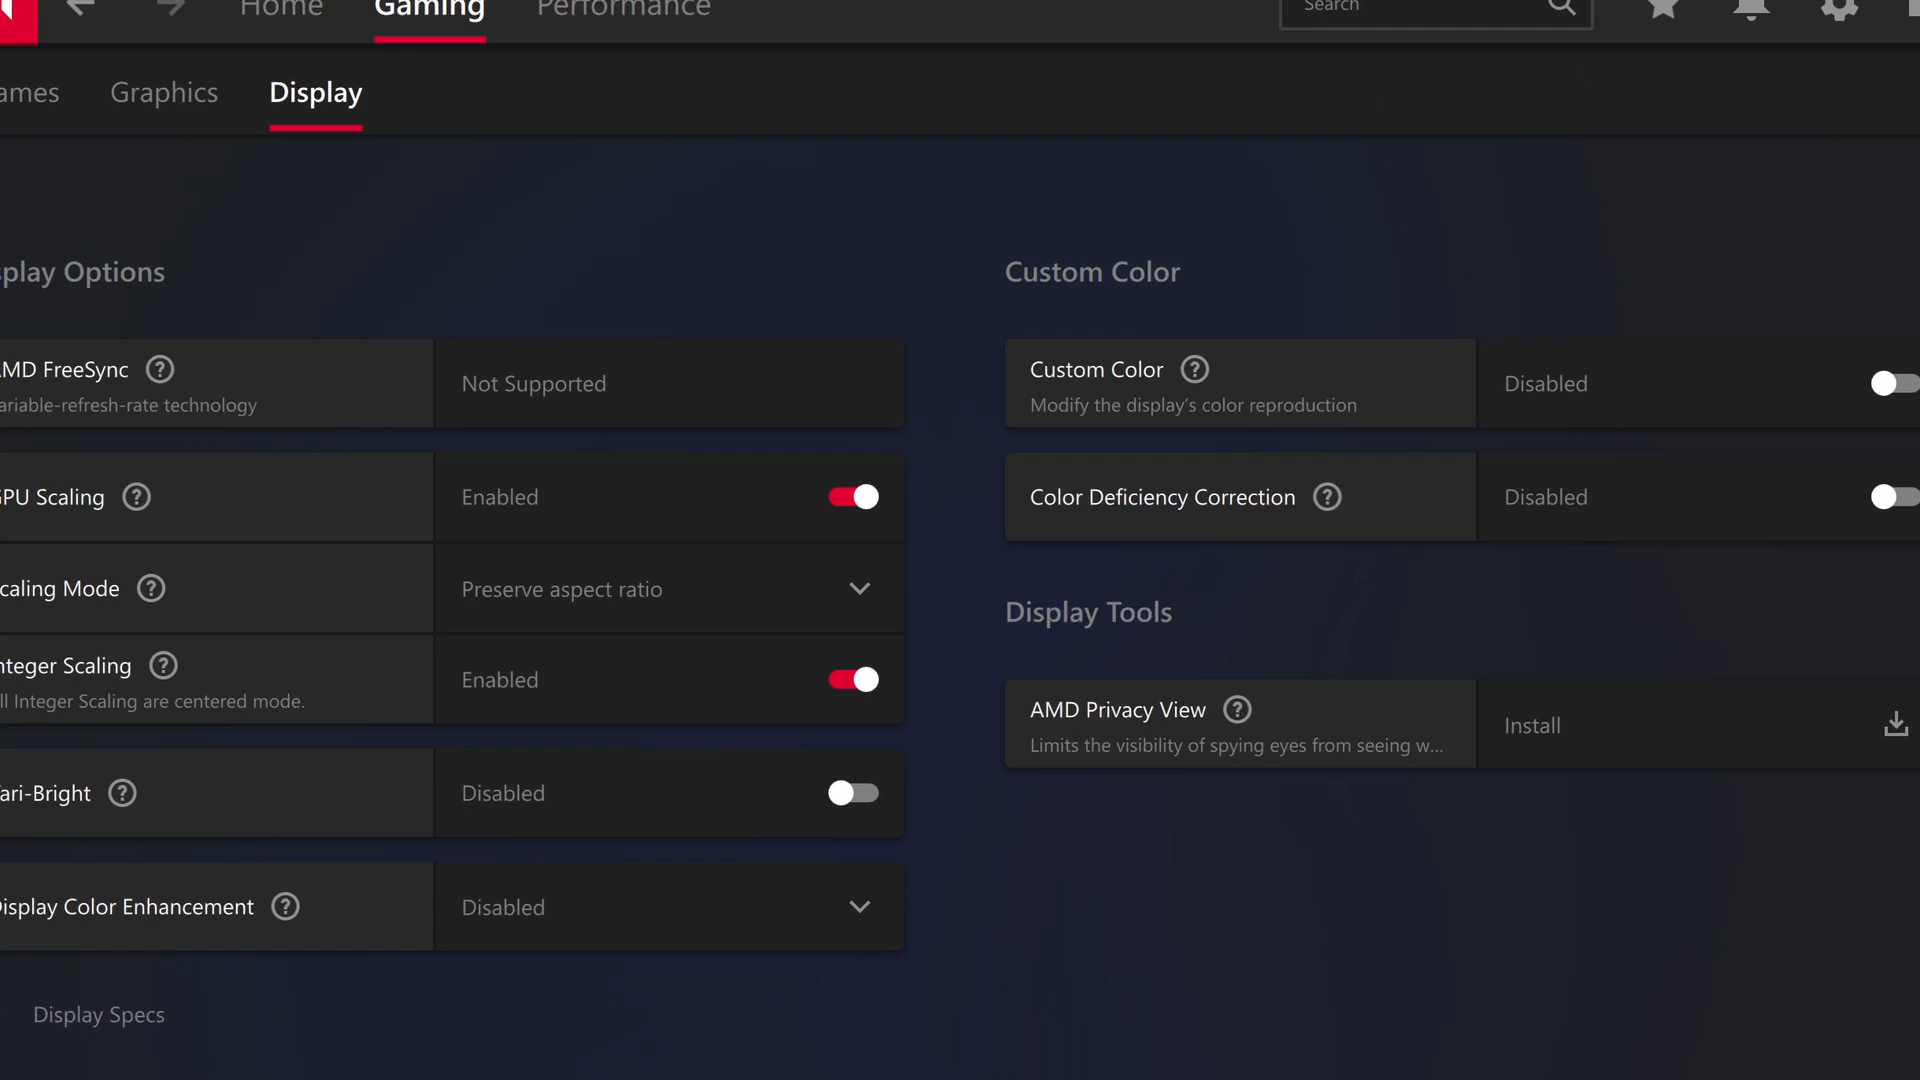 Home
Gaming
Performance
Search
ames
Graphics
Display
splay Options
MD FreeSync
ariable-refresh-rate technology
Not Supported
PU Scaling
Enabled
caling Mode
Preserve aspect ratio
nteger Scaling
ll Integer Scaling are centered mode.
Enabled
ari-Bright
Disabled
isplay Color Enhancement
Disabled
Display Specs
Custom Color
Custom Color
Modify the display's color reproduction
Disabled
Color Deficiency Correction
Disabled
Display Tools
AMD Privacy View
Limits the visibility of spying eyes from seeing w...
Install